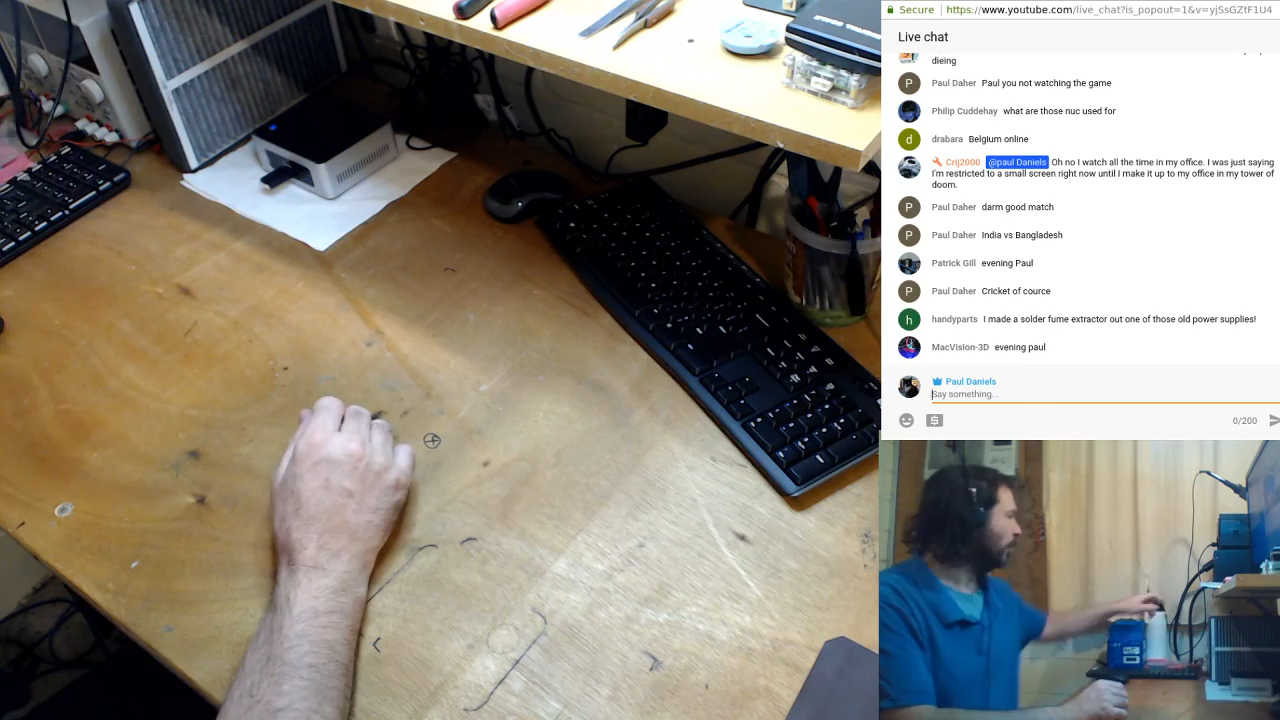 Secure https://www.youtube.com/live_chat?is_popout=1&v=yjSsGZtF1U4
Live chat
dieing
Paul Daher Paul you not watching the game
Philip Cuddehay what are those nuc used for
drabara Belgium online
Crij2000 @paul Daniels Oh no I watch all the time in my office. I was just saying
I'm restricted to a small screen right now until I make it up to my office in my tower of
doom.
Paul Daher darm good match
Paul Daher India vs Bangladesh
Patrick Gill evening Paul
Paul Daher Cricket of cource
handyparts I made a solder fume extractor out one of those old power supplies!
MacVision-3D evening paul
Paul Daniels
Say something...
0/200